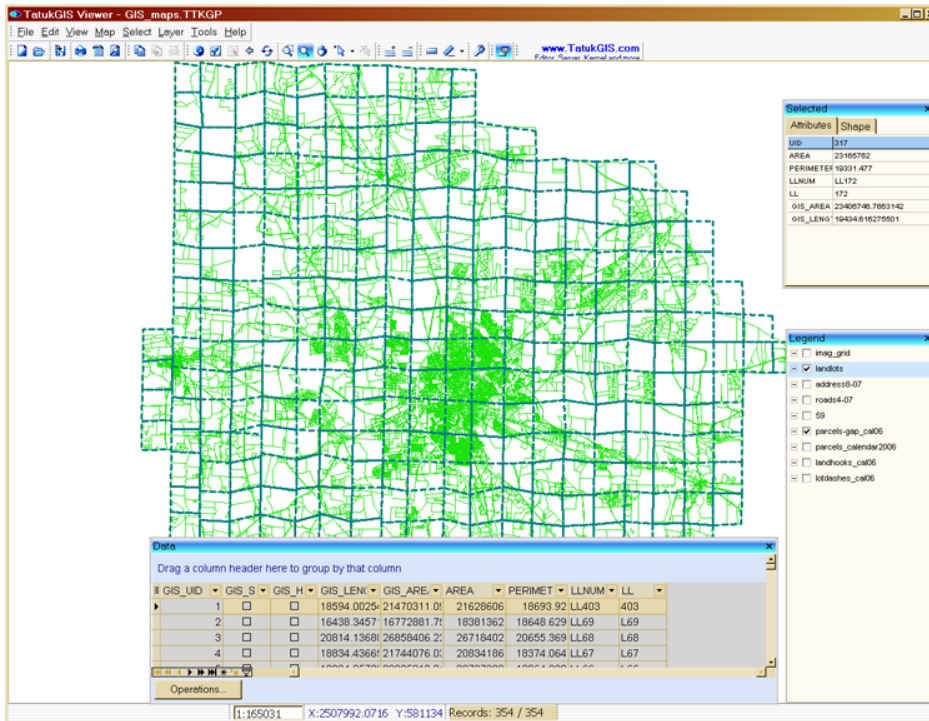 TatukGIS Viewer - GIS_maps.TTKGP
File Edit View Map Select Layer Tools Help
www.TatukGIS.com
Editor, Server, Kernel and more
Selected
Attributes Shape
UID 317
AREA 23165762
PERIMETER 19331.477
LLNUM LL172
LL 172
GIS_AREA 23406746.7663142
GIS_LENG 19434.616275501
Legend
imag_grid
landlots
address8-07
roads4-07
59
parcels-gap_cal06
parcels_calendar2006
landhooks_cal06
lotdashes_cal06
Data
Drag a column header here to group by that column
GIS_UID GIS_S GIS_H GIS_LENG GIS_ARE AREA PERIMET LLNUM LL
1 18594.0025 21470311.0 21628606 18693.92 LL403 403
2 16438.3457 16772881.7 18381362 18648.629 LL69 L69
3 20814.1368 26858406.2 26718402 20655.369 LL68 L68
4 18834.4366 21744076.0 20834186 18374.064 LL67 L67
Operations...
1:165031 X:2507992.0716 Y:581134 Records: 354 / 354